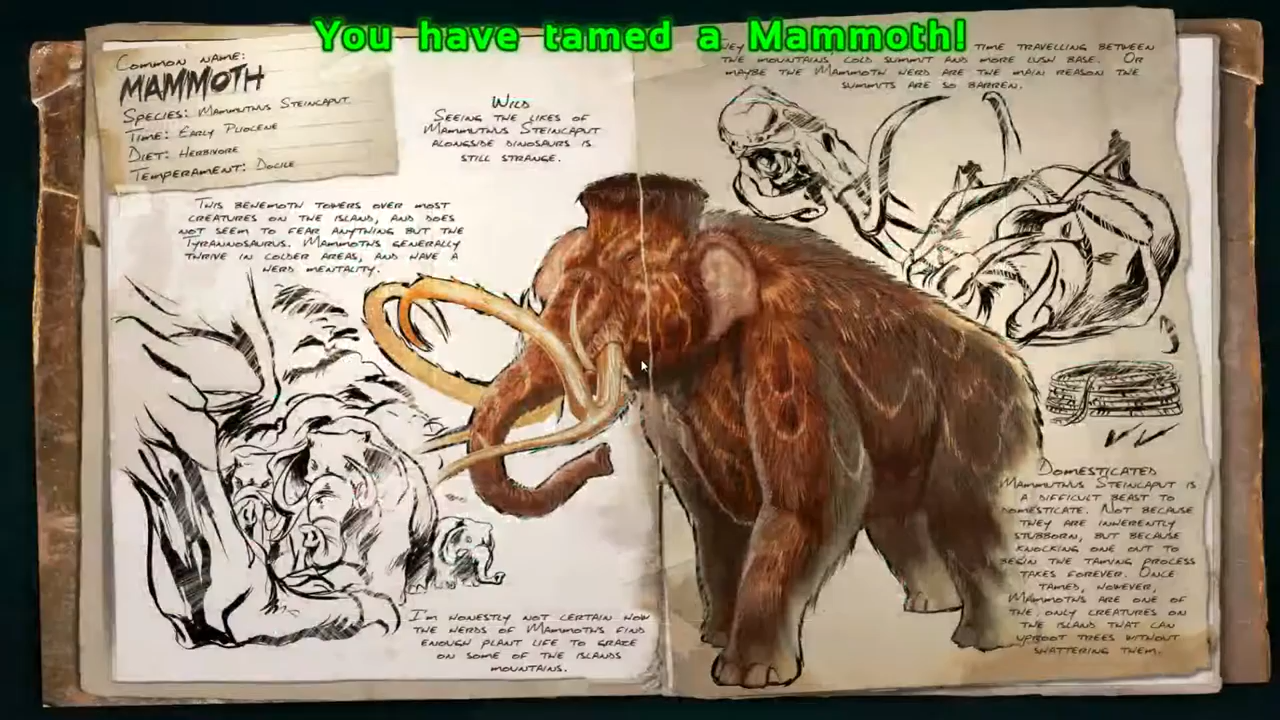 You have tamed a Mammoth!
Common name:
MAMMOTH
Species: Mammuthus Steincaput
Time: Early Pliocene
Diet: Herbivore
Temperament: Docile
Wild
Seeing the likes of
Mammuthus Steincaput
alongside dinosaurs is
still strange.
This behemoth towers over most
creatures on the island, and does
not seem to fear anything but the
Tyrannosaurus. Mammoths generally
thrive in colder areas, and have a
herd mentality.
I'm honestly not certain how
the herds of Mammoths find
enough plant life to graze
on some of the islands
mountains.
time travelling between
the mountains cold summit and more lush base. Or
maybe the Mammoth herd are the main reason the
summits are so barren.
Domesticated
Mammuthus Steincaput is
a difficult beast to
domesticate. Not because
they are inherently
stubborn, but because
knocking one out to
begin the taming process
takes forever. Once
tamed, however,
Mammoths are one of
the only creatures on
the island that can
uproot trees without
shattering them.